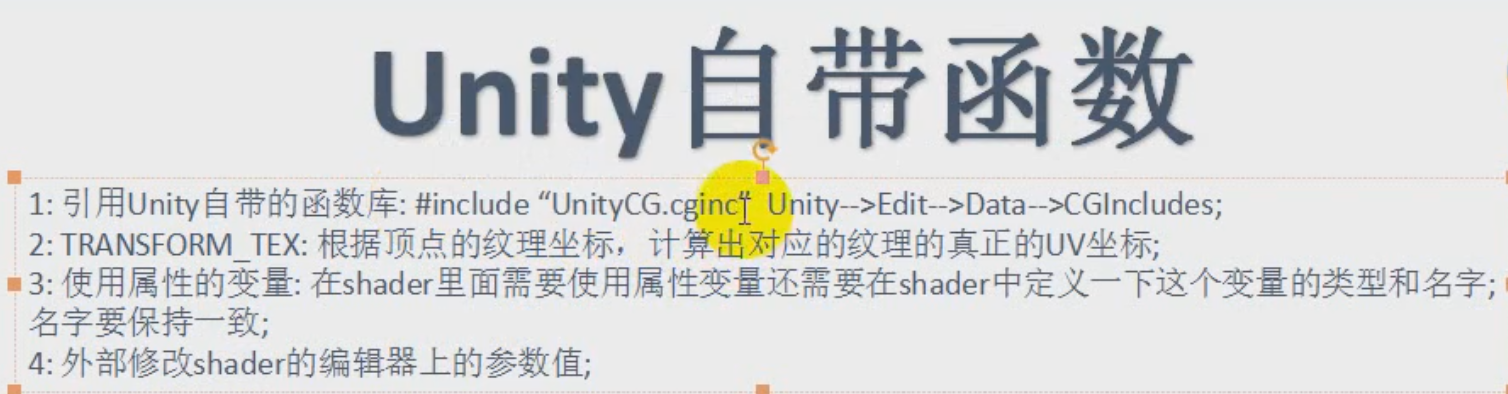 Unity自带函数
1: 引用Unity自带的函数库: #include “UnityCG.cginc“ Unity-->Edit-->Data-->CGIncludes;
2: TRANSFORM_TEX: 根据顶点的纹理坐标，计算出对应的纹理的真正的UV坐标;
3: 使用属性的变量: 在shader里面需要使用属性变量还需要在shader中定义一下这个变量的类型和名字;
名字要保持一致;
4: 外部修改shader的编辑器上的参数值;